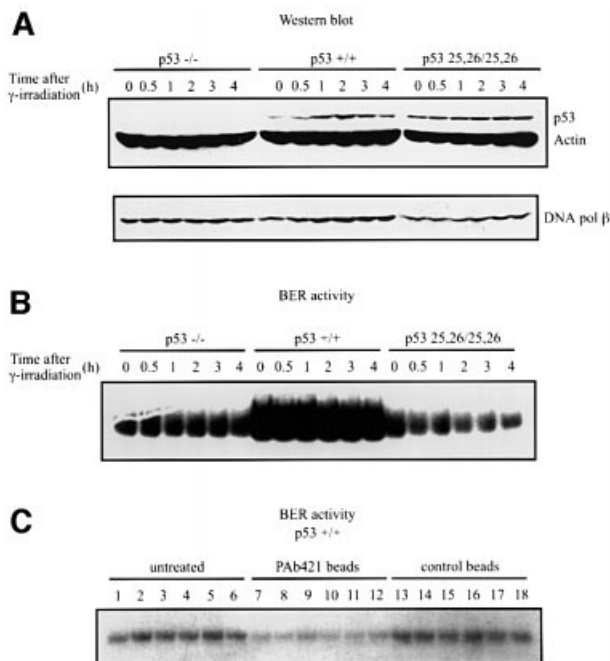 A
Western blot
p53 -/- p53 +/+ p53 25,26/25,26
Time after γ-irradiation (h) 0 0.5 1 2 3 4 0 0.5 1 2 3 4 0 0.5 1 2 3 4
p53
Actin
DNA pol β
B
BER activity
p53 -/- p53 +/+ p53 25,26/25,26
Time after γ-irradiation (h) 0 0.5 1 2 3 4 0 0.5 1 2 3 4 0 0.5 1 2 3 4
C
BER activity
p53 +/+
untreated PAb421 beads control beads
1 2 3 4 5 6 7 8 9 10 11 12 13 14 15 16 17 18